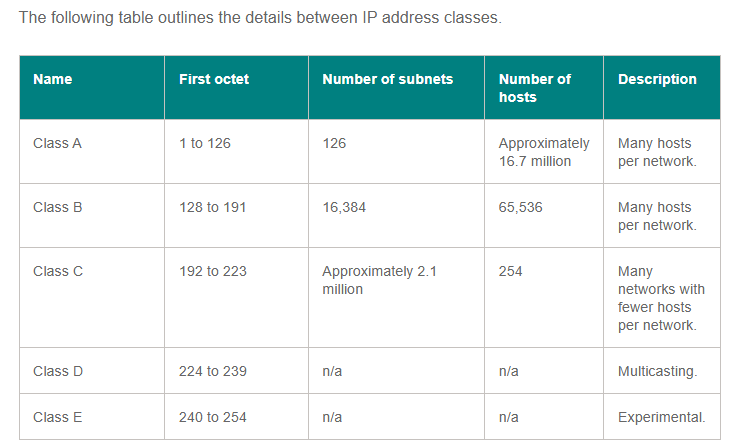 The following table outlines the details between IP address classes.
Name First octet Number of subnets Number of
hosts Description
Class A 1 to 126 126 Approximately
16.7 million Many hosts
per network.
Class B 128 to 191 16,384 65,536 Many hosts
per network.
Class C 192 to 223 Approximately 2.1
million 254 Many
networks with
fewer hosts
per network.
Class D 224 to 239 n/a n/a Multicasting.
Class E 240 to 254 n/a n/a Experimental.